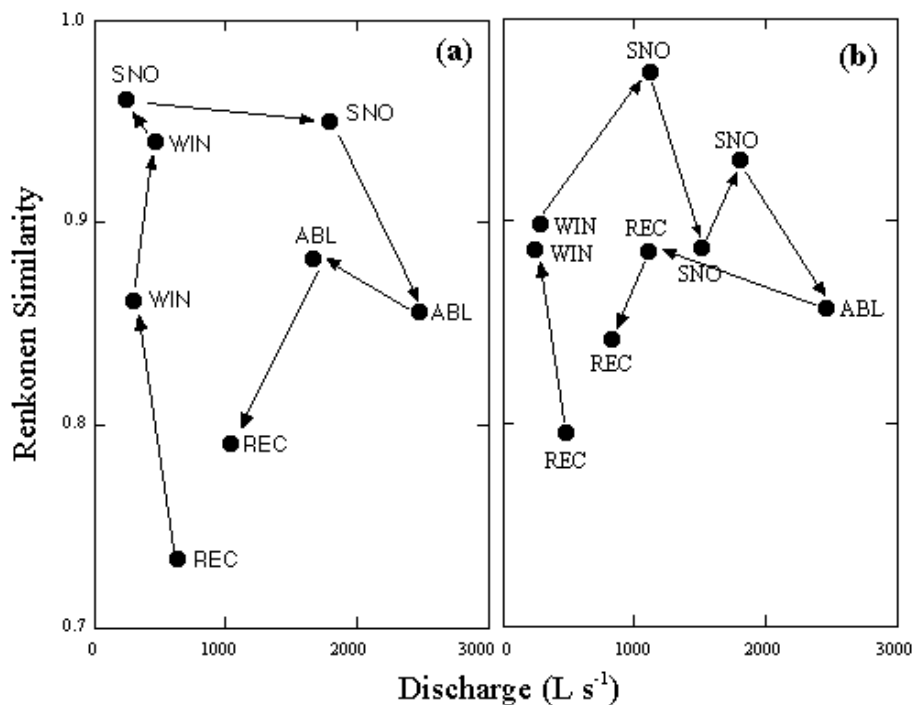 1.0
0.9
0.8
0.7
Renkonen Similarity
(a)
SNO
SNO
WIN
ABL
WIN
ABL
REC
REC
0
1000
2000
3000
(b)
SNO
SNO
WIN
REC
WIN
SNO
ABL
REC
REC
0
1000
2000
3000
Discharge (L s⁻¹)